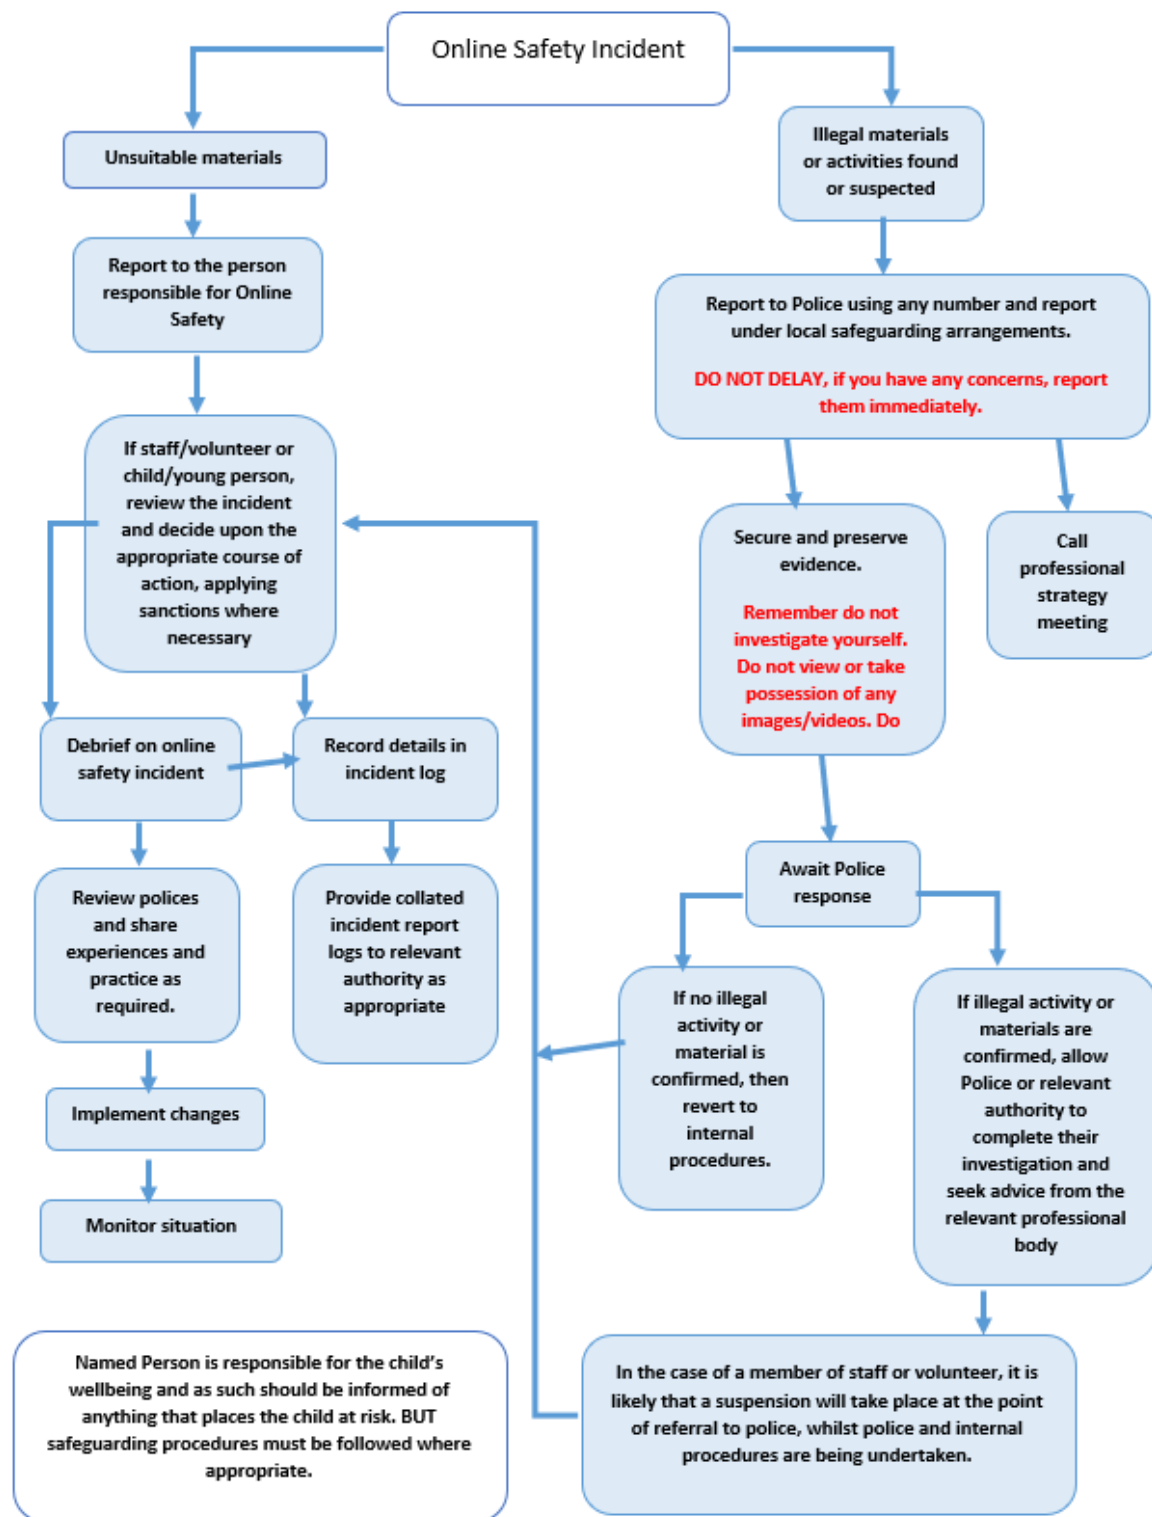 Online Safety Incident
Unsuitable materials
Report to the person
responsible for Online
Safety
If staff/volunteer or
child/young person,
review the incident
and decide upon the
appropriate course of
action, applying
sanctions where
necessary
Debrief on online
safety incident
Record details in
incident log
Review polices
and share
experiences and
practice as
required.
Provide collated
incident report
logs to relevant
authority as
appropriate
Implement changes
Monitor situation
Illegal materials
or activities found
or suspected
Report to Police using any number and report
under local safeguarding arrangements.
DO NOT DELAY, if you have any concerns, report
them immediately.
Secure and preserve
evidence.
Remember do not
investigate yourself.
Do not view or take
possession of any
images/videos. Do
Call
professional
strategy
meeting
Await Police
response
If no illegal
activity or
material is
confirmed, then
revert to
internal
procedures.
If illegal activity or
materials are
confirmed, allow
Police or relevant
authority to
complete their
investigation and
seek advice from the
relevant professional
body
In the case of a member of staff or volunteer, it is
likely that a suspension will take place at the point
of referral to police, whilst police and internal
procedures are being undertaken.
Named Person is responsible for the child's
wellbeing and as such should be informed of
anything that places the child at risk. BUT
safeguarding procedures must be followed where
appropriate.